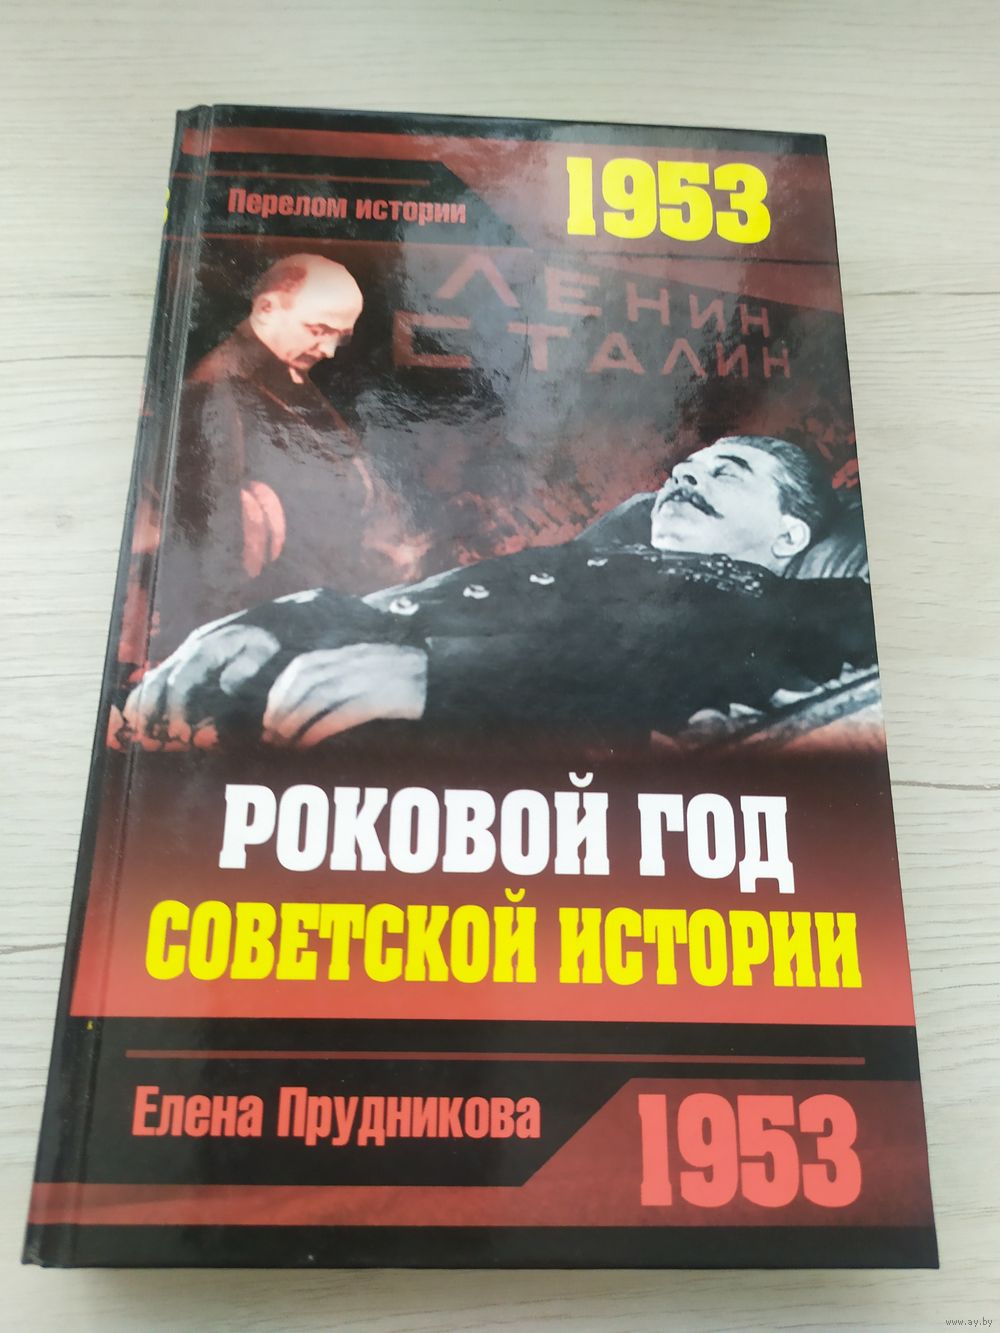 1953
Перелом истории
ЛЕНИН
СТАЛИН
РОКОВОЙ ГОД
СОВЕТСКОЙ ИСТОРИИ
Елена Прудникова
1953
www.ay.by